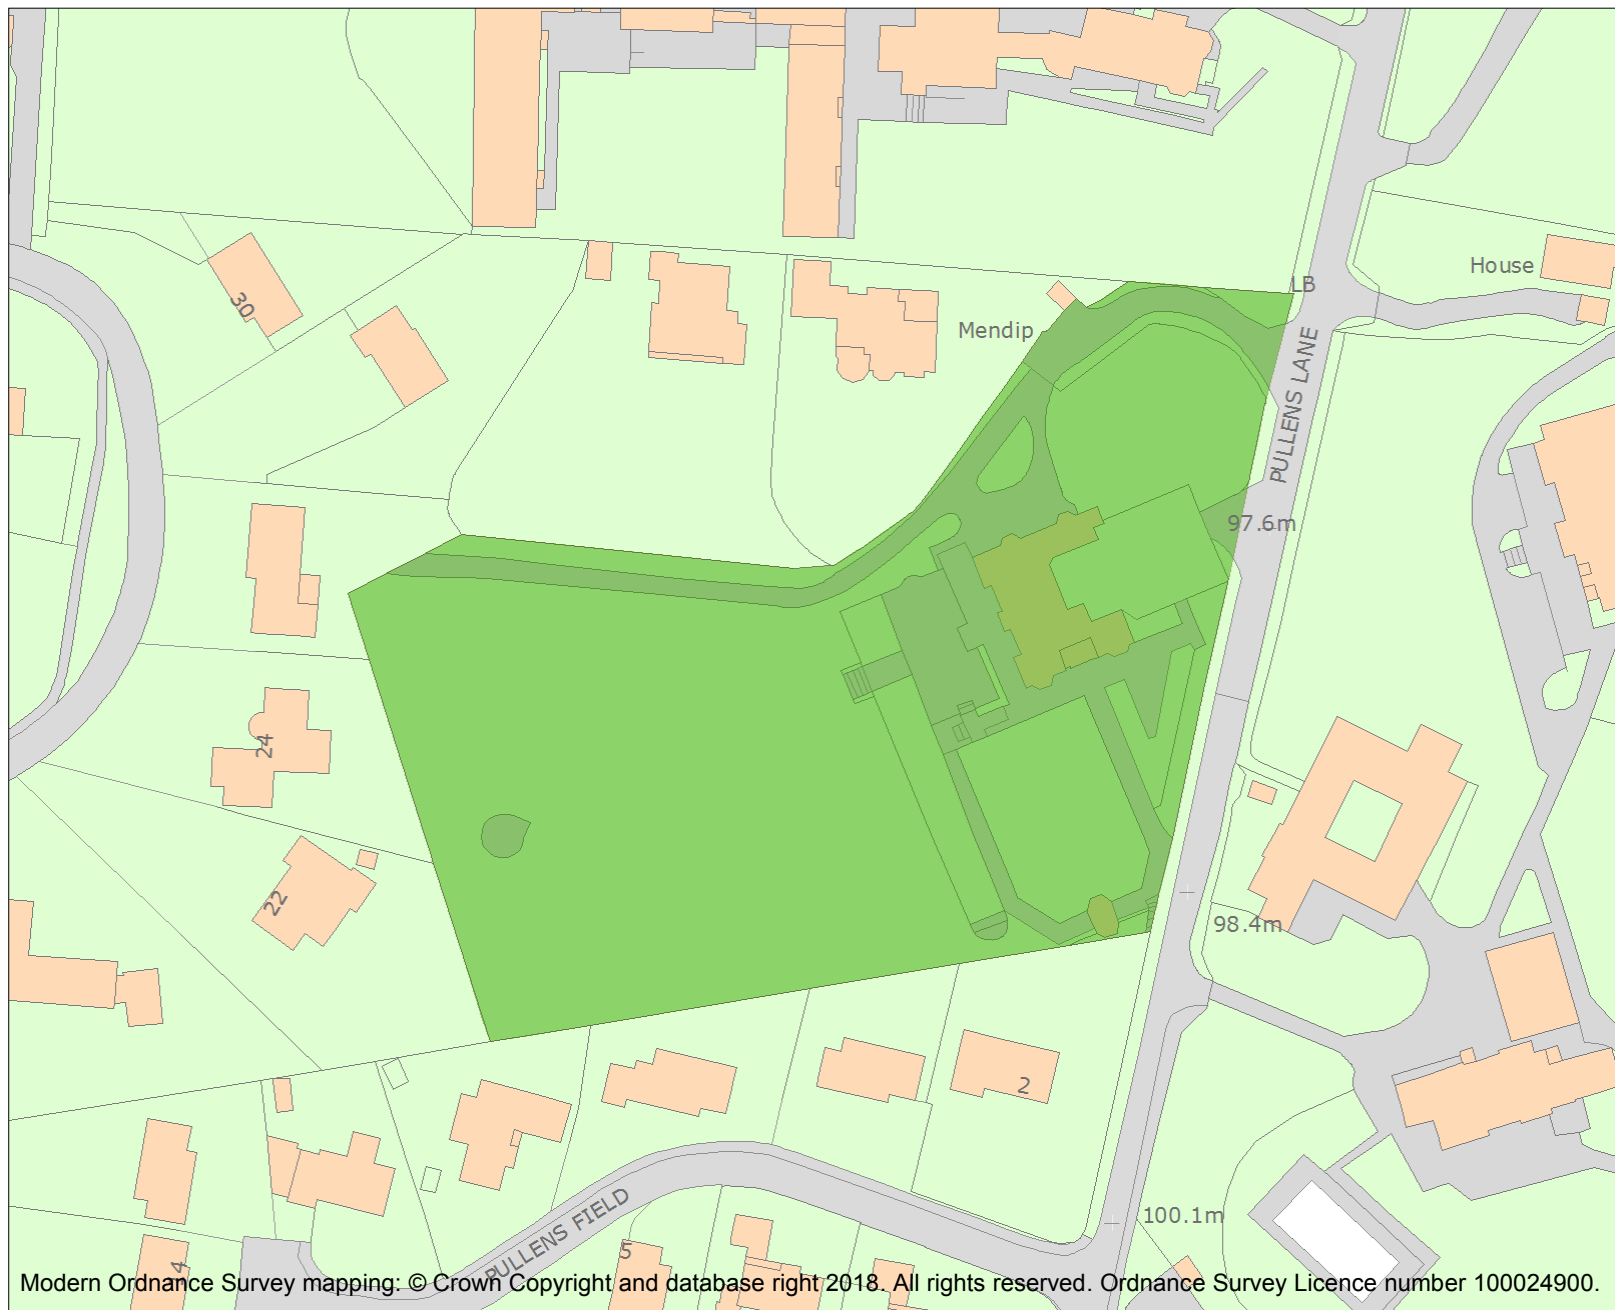 House
LB
30
Mendip
PULLENS LANE
97.6m
24
22
98.4m
2
100.1m
PULLENS FIELD
5
14
Modern Ordnance Survey mapping: © Crown Copyright and database right 2018. All rights reserved. Ordnance Survey Licence number 100024900.